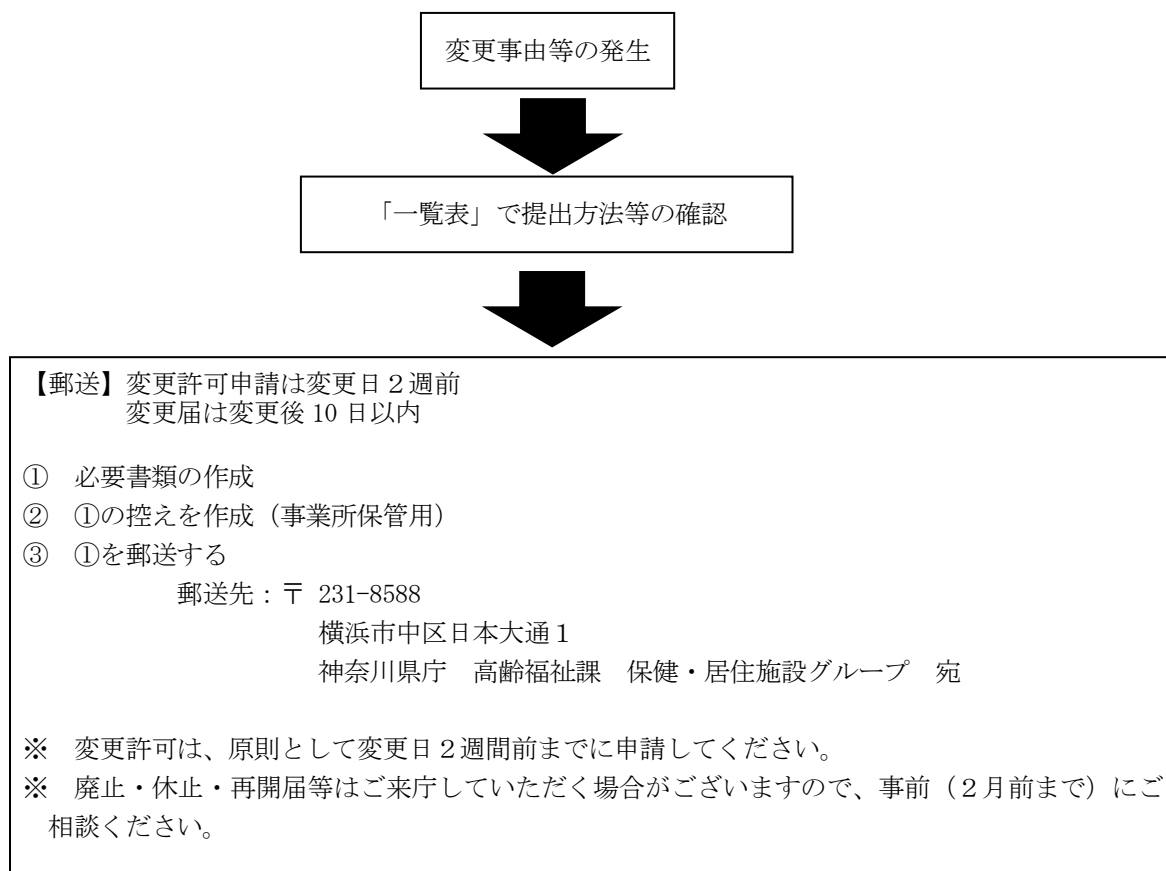 変更事由等の発生
「一覧表」で提出方法等の確認
【郵送】変更許可申請は変更日２週前
変更届は変更後 10 日以内
①　必要書類の作成
②　①の控えを作成（事業所保管用）
③　①を郵送する
郵送先：〒 231-8588
横浜市中区日本大通１
神奈川県庁　高齢福祉課　保健・居住施設グループ　宛
※　変更許可は、原則として変更日２週間前までに申請してください。
※　廃止・休止・再開届等はご来庁していただく場合がございますので、事前（２月前まで）にご
相談ください。